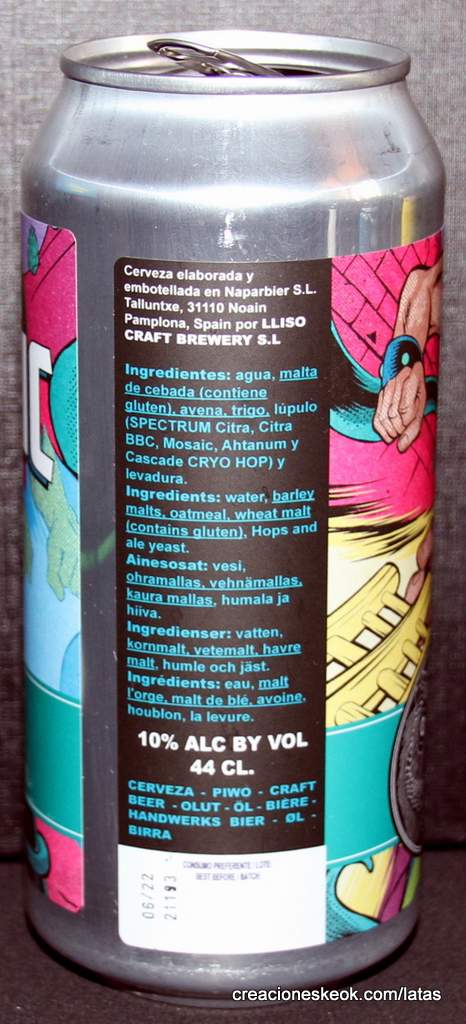 Cerveza elaborada y
embotellada en Naparbier S.L.
Talluntxe, 31110 Noain
Pamplona, Spain por LLISO
CRAFT BREWERY S.L
Ingredientes: agua, malta
de cebada (contiene
gluten), avena, trigo, lúpulo
(SPECTRUM Citra, Citra
BBC, Mosaic, Ahtanum y
Cascade CRYO HOP) y
levadura.
Ingredients: water, barley
malts, oatmeal, wheat malt
(contains gluten), Hops and
ale yeast.
Ainesosat: vesi,
ohramallas, vehnämallas,
kaura mallas, humala ja
hiiva.
Ingredienser: vatten,
kornmalt, vetemalt, havre
malt, humle och jäst.
Ingrédients: eau, malt
l'orge, malt de blé, avoine,
houblon, la levure.
10% ALC BY VOL
44 CL.
CERVEZA - PIWO - CRAFT
BEER - OLUT - ÖL - BIÈRE -
HANDWERKS BIER - ØL -
BIRRA
CONSUMO PREFERENTE / LOTE:
BEST BEFORE / BATCH:
06/22
21193
creacioneskeok.com/latas